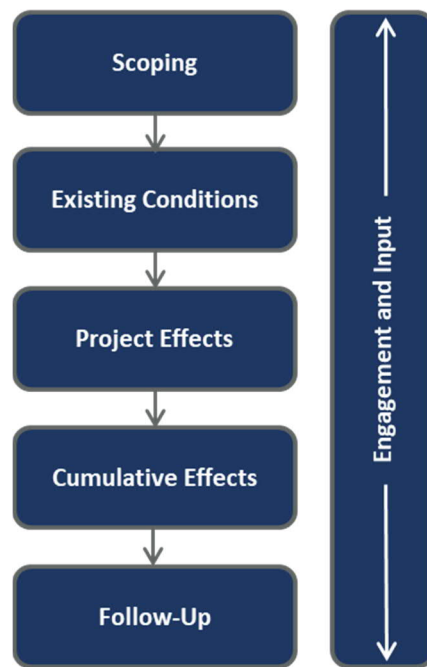 Scoping
Existing Conditions
Project Effects
Cumulative Effects
Follow-Up
Engagement and Input